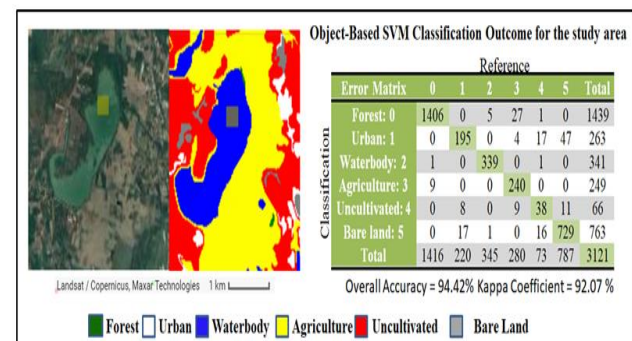 Object-Based SVM Classification Outcome for the study area
Reference
Error Matrix 0 1 2 3 4 5 Total
Forest: 0 1406 0 5 27 1 0 1439
Urban: 1 0 195 0 4 17 47 263
Waterbody: 2 1 0 339 0 1 0 341
Agriculture: 3 9 0 0 240 0 0 249
Uncultivated: 4 0 8 0 9 38 11 66
Bare land: 5 0 17 1 0 16 729 763
Total 1416 220 345 280 73 787 3121
Classification
Overall Accuracy = 94.42% Kappa Coefficient = 92.07 %
Landsat / Copernicus, Maxar Technologies 1 km
Forest Urban Waterbody Agriculture Uncultivated Bare Land